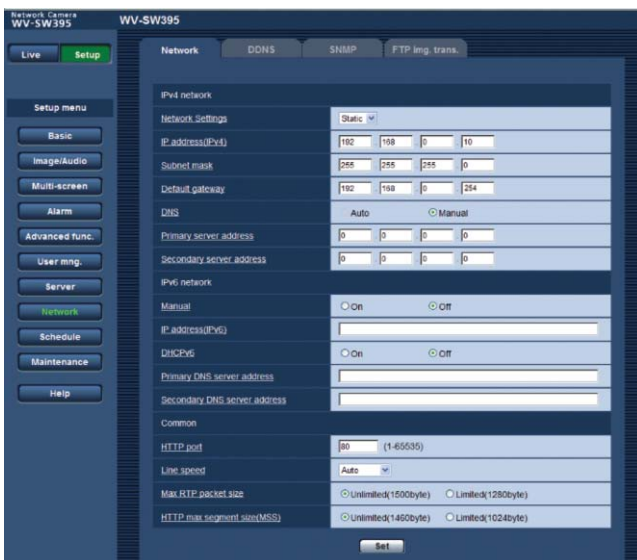 Network Camera
WV-SW395
WV-SW395
Live Setup
Network DDNS SNMP FTP img. trans.
Setup menu
Basic
Image/Audio
Multi-screen
Alarm
Advanced func.
User mng.
Server
Network
Schedule
Maintenance
Help
IPv4 network
Network Settings Static
IP address(IPv4) 192 . 168 . 0 . 10
Subnet mask 255 . 255 . 255 . 0
Default gateway 192 . 168 . 0 . 254
DNS Auto Manual
Primary server address 0 . 0 . 0 . 0
Secondary server address 0 . 0 . 0 . 0
IPv6 network
Manual On Off
IP address(IPv6)
DHCPv6 On Off
Primary DNS server address
Secondary DNS server address
Common
HTTP port 80 (1-65535)
Line speed Auto
Max RTP packet size Unlimited(1500byte) Limited(1280byte)
HTTP max segment size(MSS) Unlimited(1460byte) Limited(1024byte)
Set